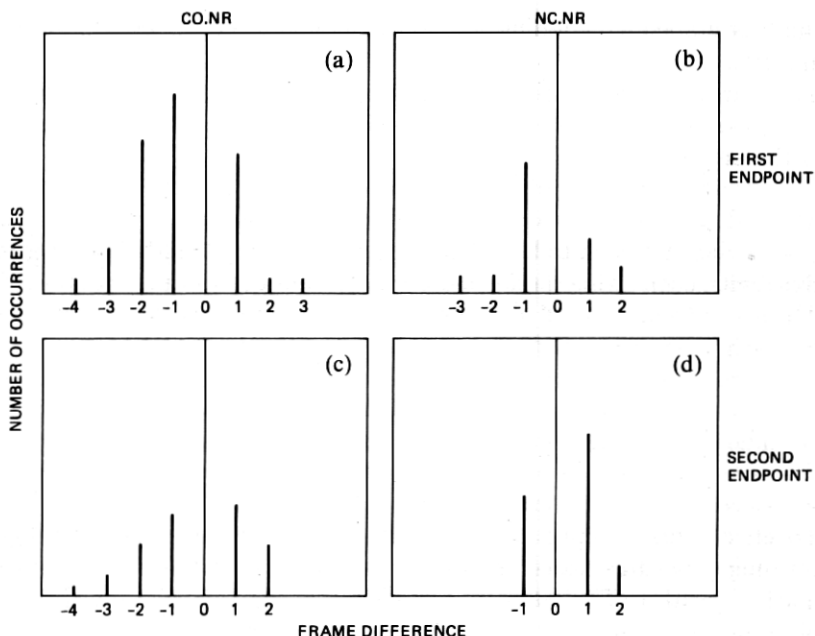 CO.NR
NC.NR
(a)
(b)
FIRST
ENDPOINT
-4 -3 -2 -1 0 1 2 3
-3 -2 -1 0 1 2
NUMBER OF OCCURRENCES
(c)
(d)
SECOND
ENDPOINT
-4 -3 -2 -1 0 1 2
-1 0 1 2
FRAME DIFFERENCE